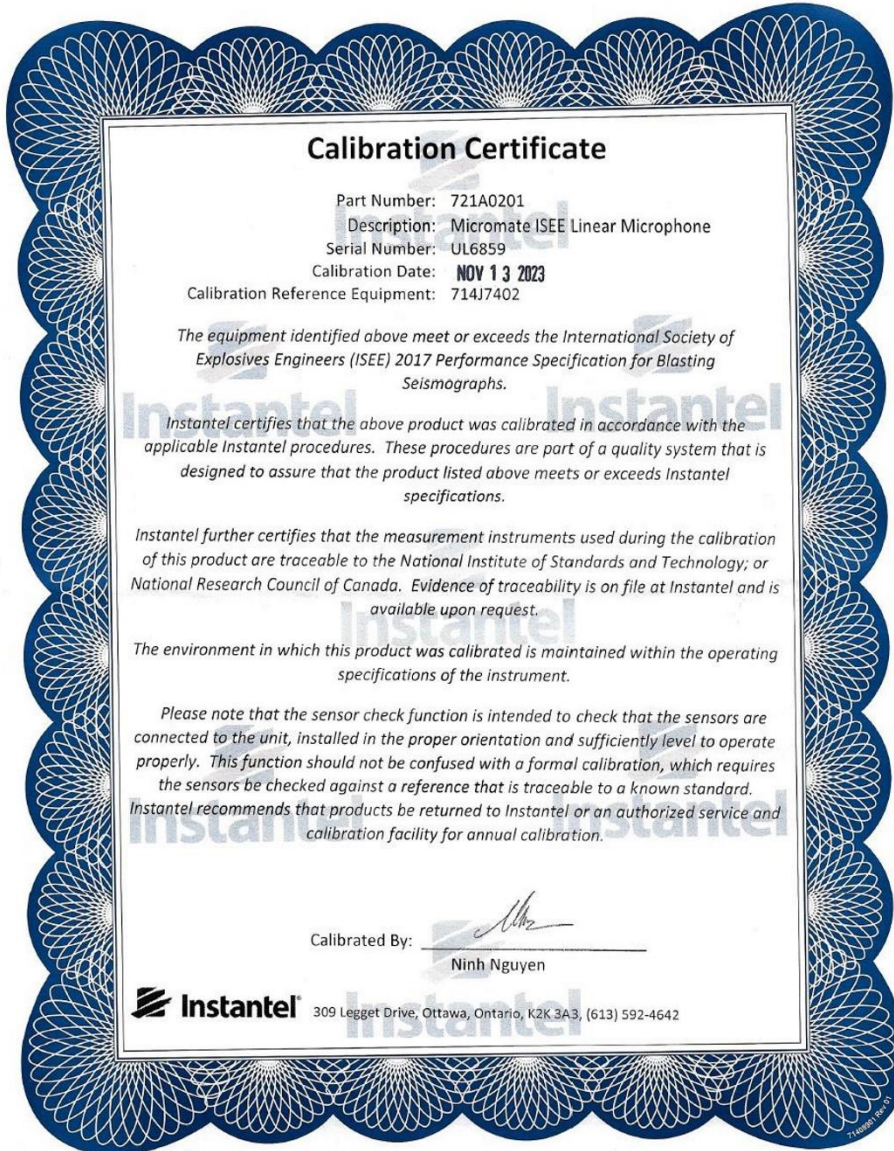 Calibration Certificate
Part Number: 721A0201
Description: Micromate ISEE Linear Microphone
Serial Number: UL6859
Calibration Date: NOV 13 2023
Calibration Reference Equipment: 714J7402
The equipment identified above meet or exceeds the International Society of
Explosives Engineers (ISEE) 2017 Performance Specification for Blasting
Seismographs.
Instantel certifies that the above product was calibrated in accordance with the
applicable Instantel procedures. These procedures are part of a quality system that is
designed to assure that the product listed above meets or exceeds Instantel
specifications.
Instantel further certifies that the measurement instruments used during the calibration
of this product are traceable to the National Institute of Standards and Technology; or
National Research Council of Canada. Evidence of traceability is on file at Instantel and is
available upon request.
The environment in which this product was calibrated is maintained within the operating
specifications of the instrument.
Please note that the sensor check function is intended to check that the sensors are
connected to the unit, installed in the proper orientation and sufficiently level to operate
properly. This function should not be confused with a formal calibration, which requires
the sensors be checked against a reference that is traceable to a known standard.
Instantel recommends that products be returned to Instantel or an authorized service and
calibration facility for annual calibration.
Calibrated By:
Ninh Nguyen
Instantel® 309 Legget Drive, Ottawa, Ontario, K2K 3A3, (613) 592-4642